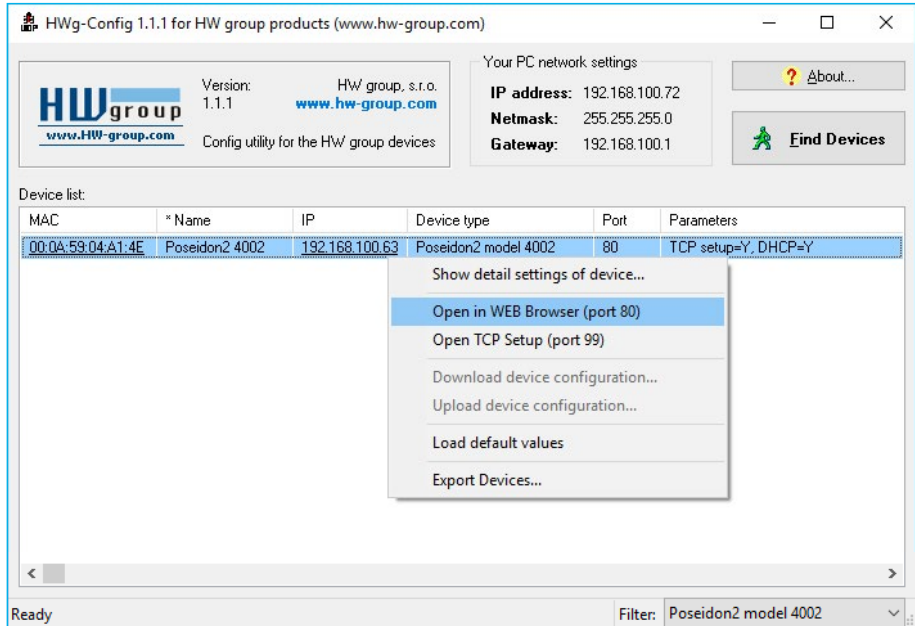 HWg-Config 1.1.1 for HW group products (www.hw-group.com)
HWgroup
www.HW-group.com
Version:
1.1.1
HW group, s.r.o.
www.hw-group.com
Config utility for the HW group devices
Your PC network settings
IP address: 192.168.100.72
Netmask: 255.255.255.0
Gateway: 192.168.100.1
? About...
Find Devices
Device list:
MAC * Name IP Device type Port Parameters
00:0A:59:04:A1:4E Poseidon2 4002 192.168.100.63 Poseidon2 model 4002 80 TCP setup=Y, DHCP=Y
Show detail settings of device...
Open in WEB Browser (port 80)
Open TCP Setup (port 99)
Download device configuration...
Upload device configuration...
Load default values
Export Devices...
Ready Filter: Poseidon2 model 4002